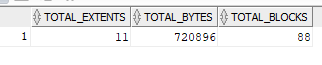 TOTAL_EXTENTS TOTAL_BYTES TOTAL_BLOCKS
1 11 720896 88